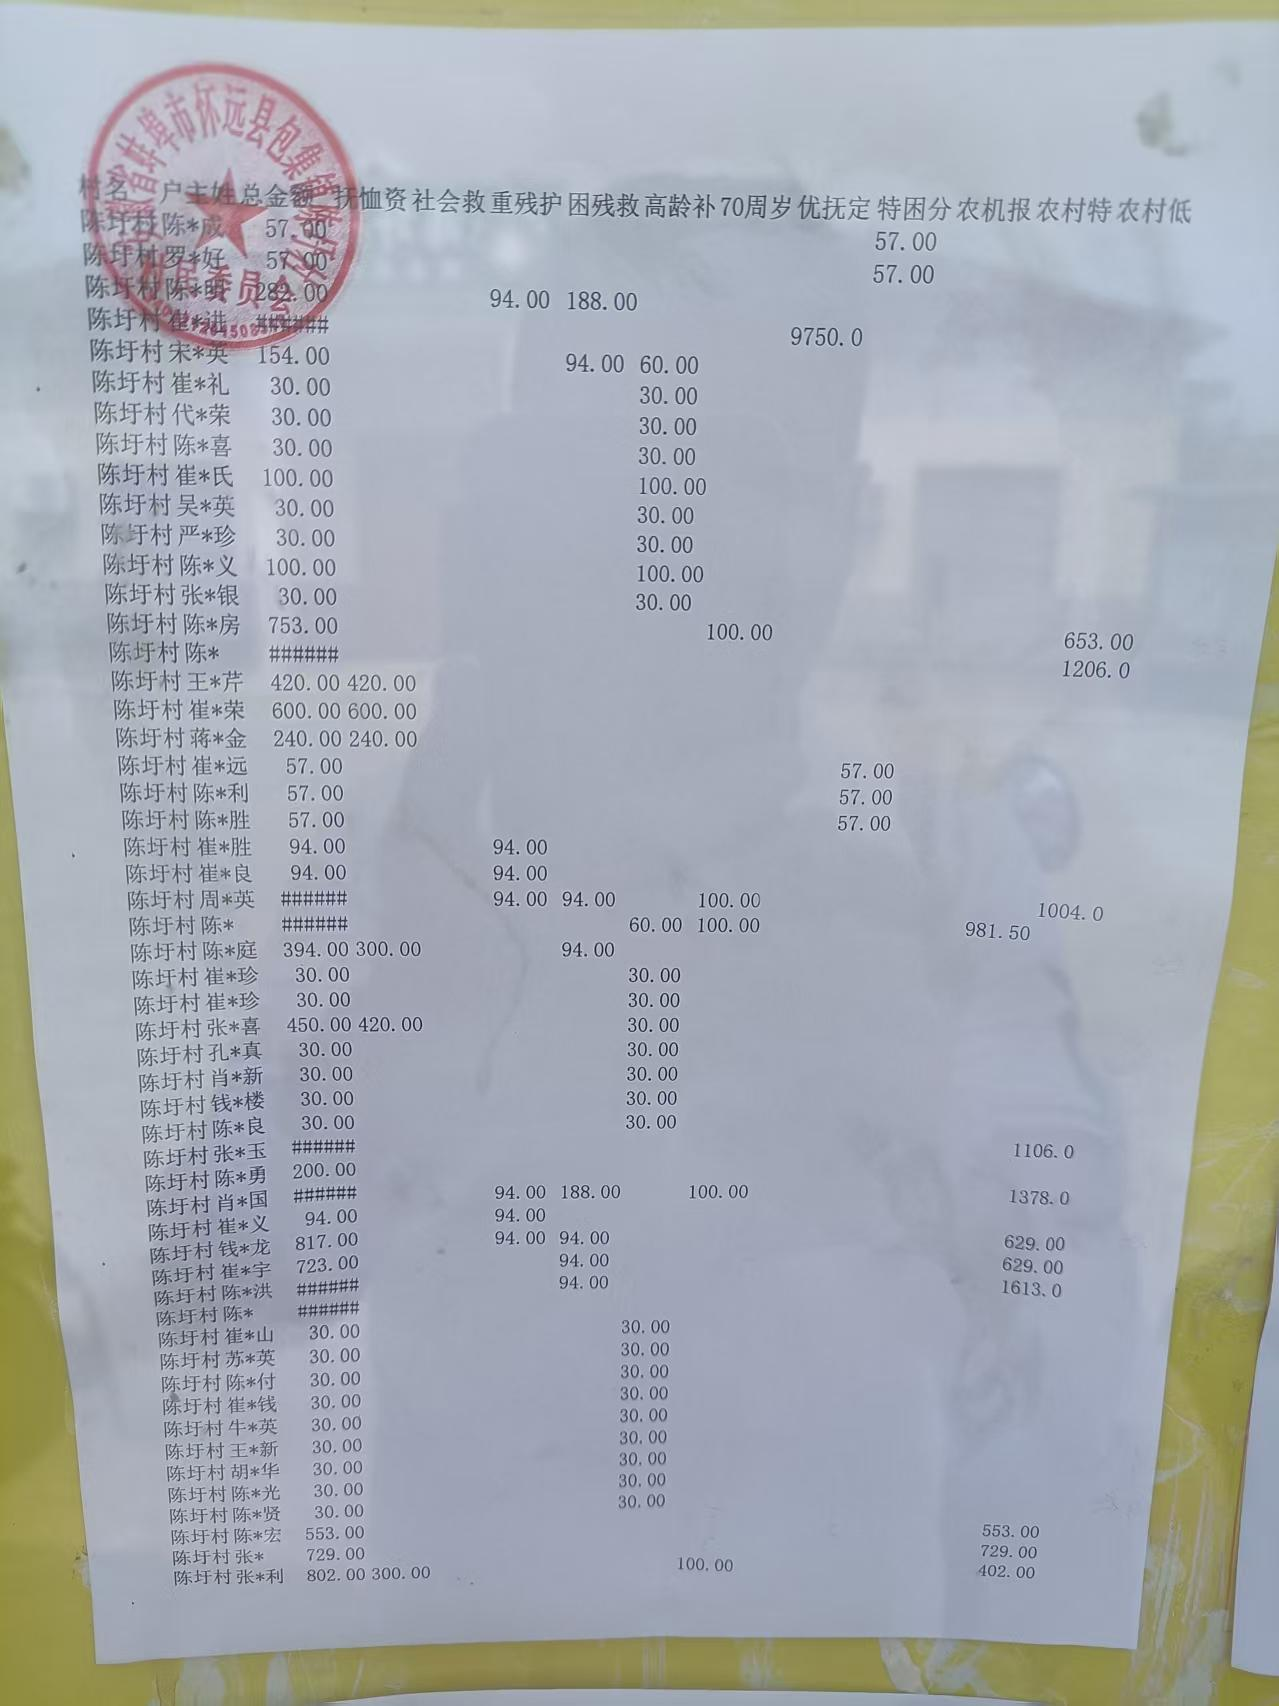 省蚌埠市怀远县包集镇陈圩村
村民委员会
村名 户主姓 总金额 抚恤资 社会救 重残护 困残救 高龄补 70周岁 优抚定 特困分 农机报 农村特 农村低
陈圩村 陈*成 57.00 57.00
陈圩村 罗*好 57.00 57.00
陈圩村 陈*明 282.00 94.00 188.00
陈圩村 崔*洪 ###### 9750.0
陈圩村 宋*英 154.00 94.00 60.00
陈圩村 崔*礼 30.00 30.00
陈圩村 代*荣 30.00 30.00
陈圩村 陈*喜 30.00 30.00
陈圩村 崔*氏 100.00 100.00
陈圩村 吴*英 30.00 30.00
陈圩村 严*珍 30.00 30.00
陈圩村 陈*义 100.00 100.00
陈圩村 张*银 30.00 30.00
陈圩村 陈*房 753.00 100.00 653.00
陈圩村 陈* ###### 1206.0
陈圩村 王*芹 420.00 420.00
陈圩村 崔*荣 600.00 600.00
陈圩村 蒋*金 240.00 240.00
陈圩村 崔*远 57.00 57.00
陈圩村 陈*利 57.00 57.00
陈圩村 陈*胜 57.00 57.00
陈圩村 崔*胜 94.00 94.00
陈圩村 崔*良 94.00 94.00
陈圩村 周*英 ###### 94.00 94.00 100.00 1004.0
陈圩村 陈* ###### 60.00 100.00 981.50
陈圩村 陈*庭 394.00 300.00 94.00
陈圩村 崔*珍 30.00 30.00
陈圩村 崔*珍 30.00 30.00
陈圩村 张*喜 450.00 420.00 30.00
陈圩村 孔*真 30.00 30.00
陈圩村 肖*新 30.00 30.00
陈圩村 钱*楼 30.00 30.00
陈圩村 陈*良 30.00 30.00
陈圩村 张*玉 ###### 1106.0
陈圩村 陈*勇 200.00
陈圩村 肖*国 ###### 94.00 188.00 100.00 1378.0
陈圩村 崔*义 94.00 94.00
陈圩村 钱*龙 817.00 94.00 94.00 629.00
陈圩村 崔*宇 723.00 94.00 629.00
陈圩村 陈*洪 ###### 94.00 1613.0
陈圩村 陈* ######
陈圩村 崔*山 30.00 30.00
陈圩村 苏*英 30.00 30.00
陈圩村 陈*付 30.00 30.00
陈圩村 崔*钱 30.00 30.00
陈圩村 牛*英 30.00 30.00
陈圩村 王*新 30.00 30.00
陈圩村 胡*华 30.00 30.00
陈圩村 陈*光 30.00 30.00
陈圩村 陈*贤 30.00 30.00
陈圩村 陈*宏 553.00 553.00
陈圩村 张* 729.00 729.00
陈圩村 张*利 802.00 300.00 100.00 402.00